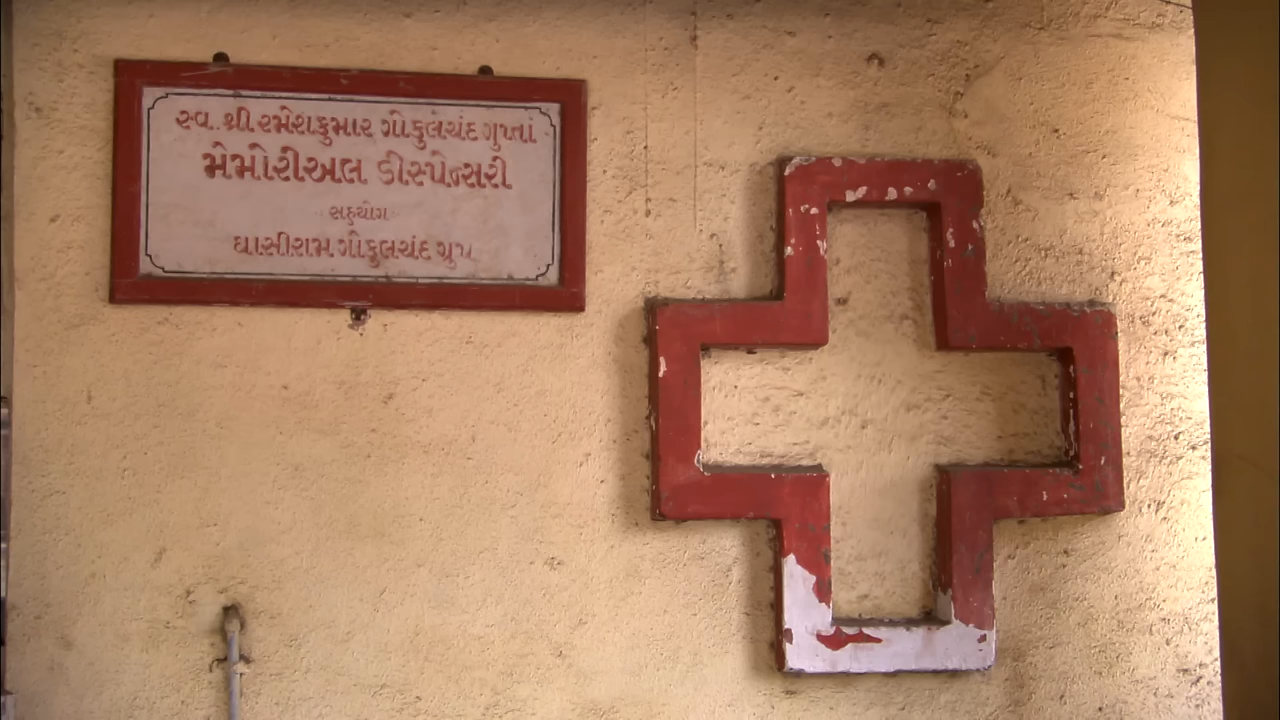 સ્વ. શ્રી રમેશકુમાર ગોકુલચંદ ગુપ્તાં
મેમોરીઅલ ડીસ્પેન્સરી
સહયોગ
ઘાસીરામ ગોકુલચંદ ગ્રુપ